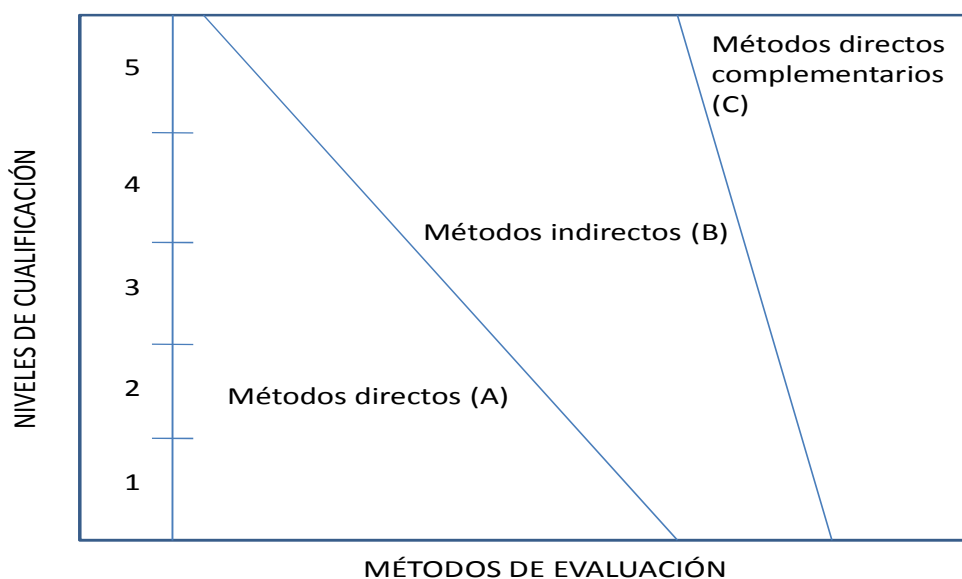 NIVELES DE CUALIFICACIÓN
5
4
3
2
1
Métodos directos
complementarios
(C)
Métodos indirectos (B)
Métodos directos (A)
MÉTODOS DE EVALUACIÓN